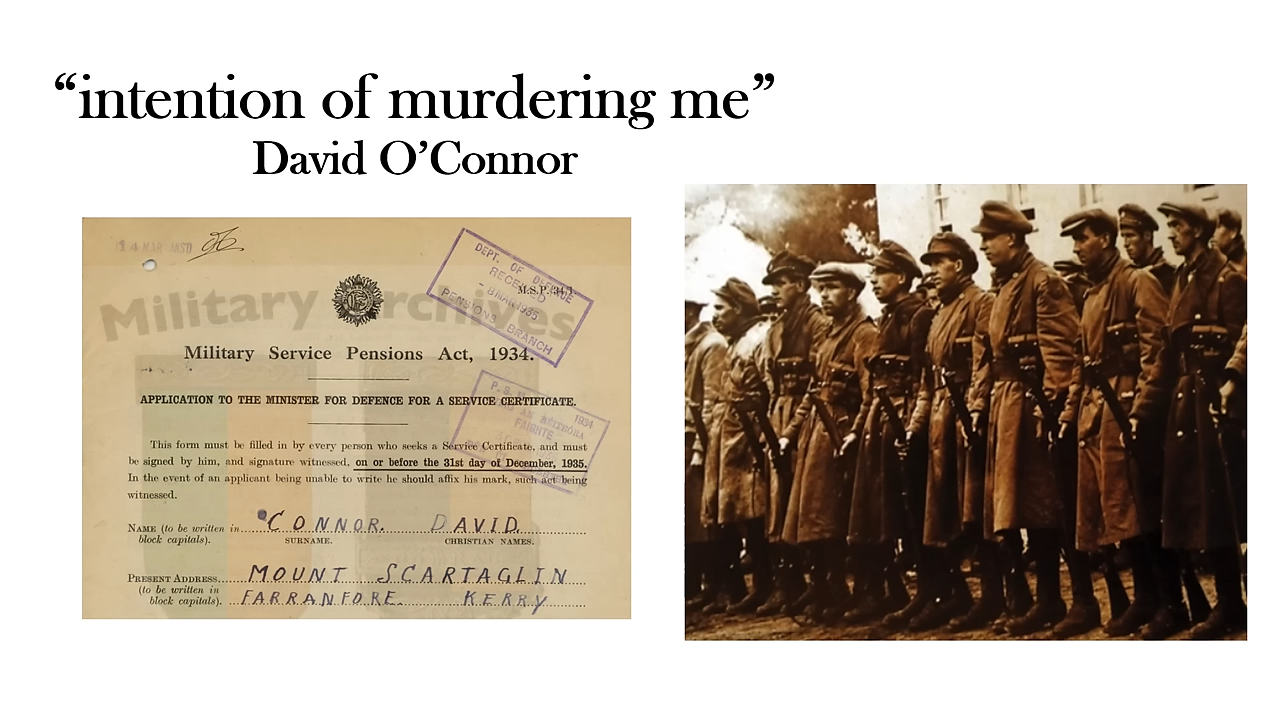 “intention of murdering me”
David O’Connor
14 MAR
DEPT. OF DEFENCE
RECEIVED
M.S.P./34/1.
- 8 MAR 1935
PENSIONS BRANCH
Military Archives
Military Service Pensions Act, 1934.
1934
APPLICATION TO THE MINISTER FOR DEFENCE FOR A SERVICE CERTIFICATE.
This form must be filled in by every person who seeks a Service Certificate, and must
be signed by him, and signature witnessed, on or before the 31st day of December, 1935.
In the event of an applicant being unable to write he should affix his mark, such act being
witnessed.
NAME (to be written in CONNOR. DAVID
block capitals). SURNAME. CHRISTIAN NAMES.
PRESENT ADDRESS MOUNT SCARTAGLIN
(to be written in
block capitals). FARRANFORE. KERRY